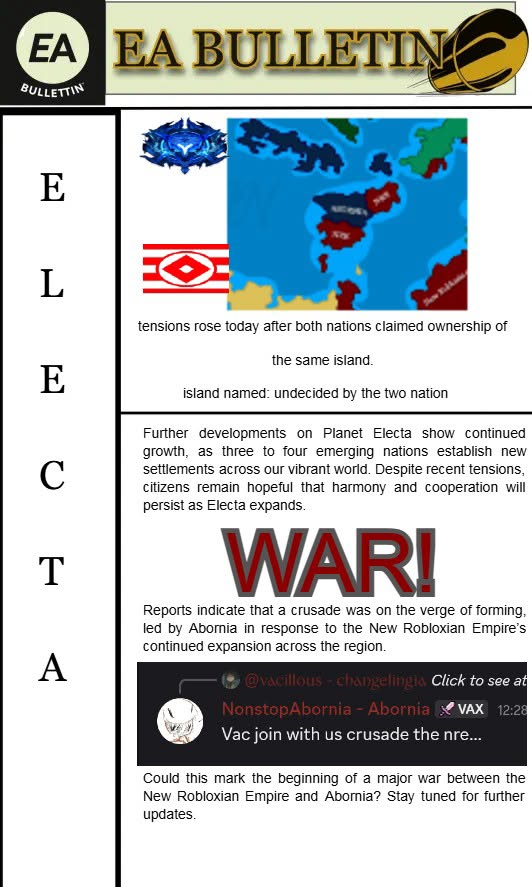 EA
BULLETTIN
EA BULLETIN
E
L
E
C
T
A
NRE
NRE
New Robloxia
tensions rose today after both nations claimed ownership of
the same island.
island named: undecided by the two nation
Further developments on Planet Electa show continued
growth, as three to four emerging nations establish new
settlements across our vibrant world. Despite recent tensions,
citizens remain hopeful that harmony and cooperation will
persist as Electa expands.
WAR!
Reports indicate that a crusade was on the verge of forming,
led by Abornia in response to the New Robloxian Empire's
continued expansion across the region.
@vacillous - changelingia Click to see at
NonstopAbornia - Abornia VAX 12:28
Vac join with us crusade the nre...
Could this mark the beginning of a major war between the
New Robloxian Empire and Abornia? Stay tuned for further
updates.